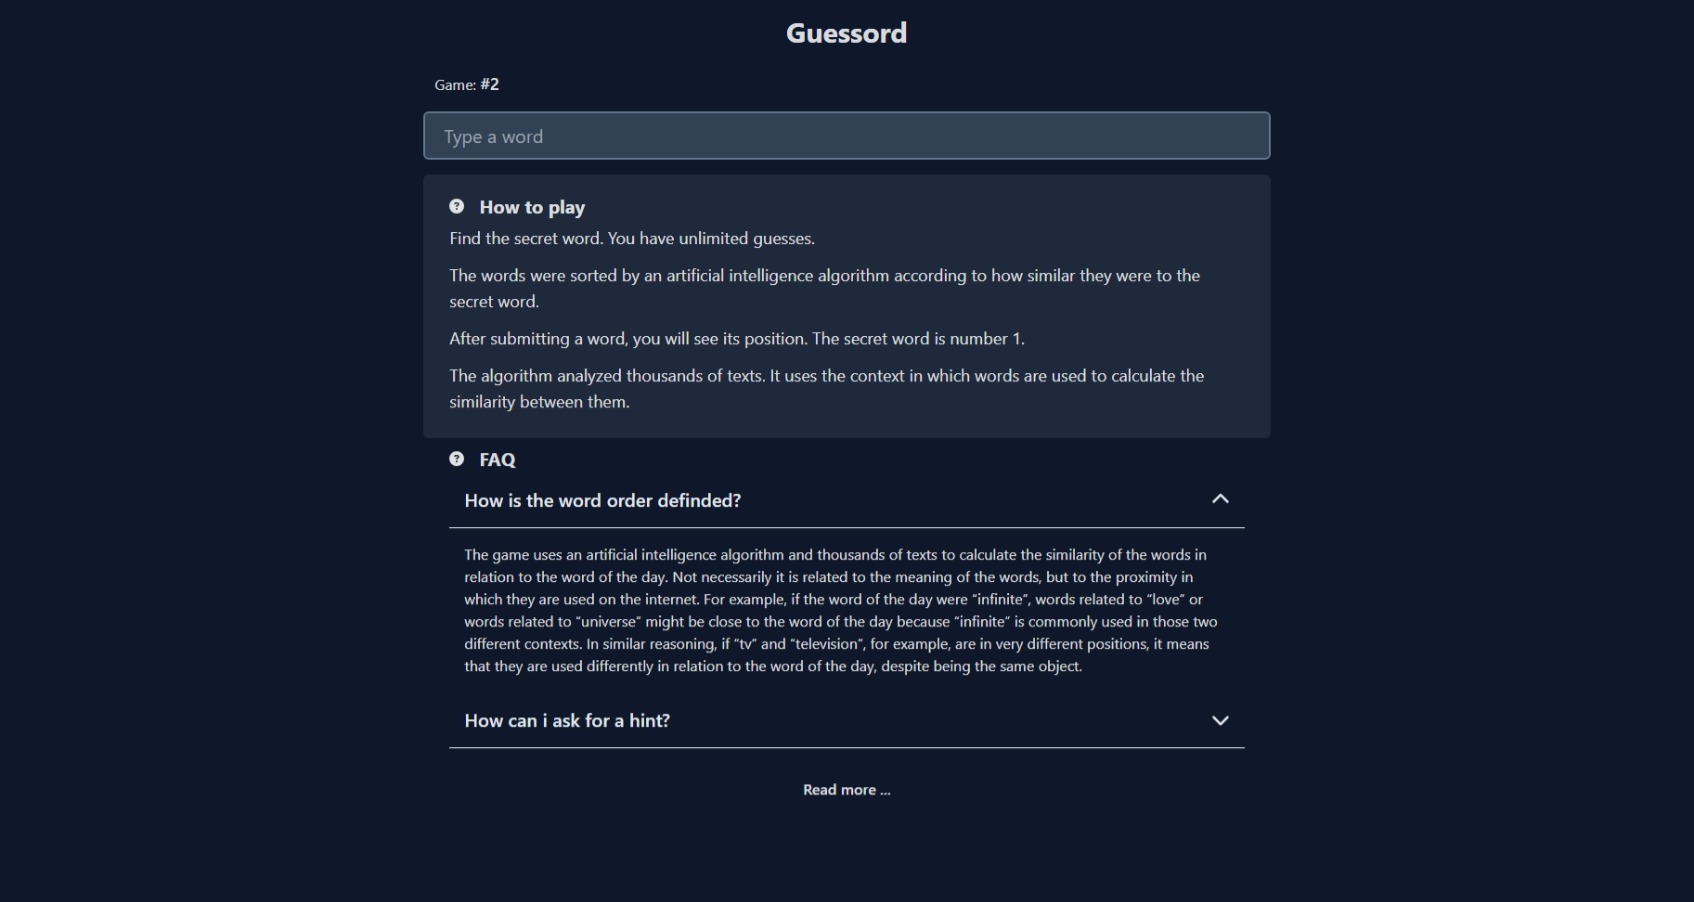 Guessord
Game: #2
Type a word
How to play
Find the secret word. You have unlimited guesses.
The words were sorted by an artificial intelligence algorithm according to how similar they were to the
secret word.
After submitting a word, you will see its position. The secret word is number 1.
The algorithm analyzed thousands of texts. It uses the context in which words are used to calculate the
similarity between them.
FAQ
How is the word order definded?
The game uses an artificial intelligence algorithm and thousands of texts to calculate the similarity of the words in
relation to the word of the day. Not necessarily it is related to the meaning of the words, but to the proximity in
which they are used on the internet. For example, if the word of the day were “infinite”, words related to “love” or
words related to “universe” might be close to the word of the day because “infinite” is commonly used in those two
different contexts. In similar reasoning, if “tv” and “television”, for example, are in very different positions, it means
that they are used differently in relation to the word of the day, despite being the same object.
How can i ask for a hint?
Read more ...